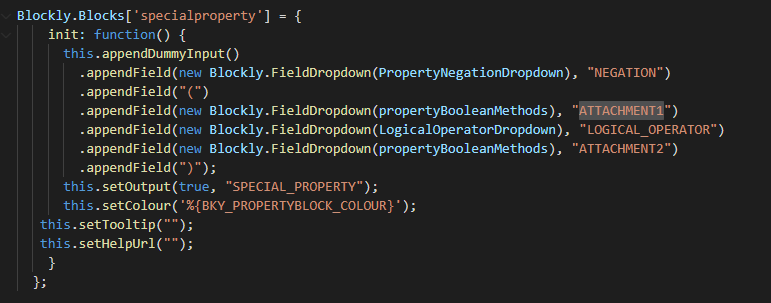 Blockly.Blocks['specialproperty'] = {
init: function() {
this.appendDummyInput()
.appendField(new Blockly.FieldDropdown(PropertyNegationDropdown), "NEGATION")
.appendField("(")
.appendField(new Blockly.FieldDropdown(propertyBooleanMethods), "ATTACHMENT1")
.appendField(new Blockly.FieldDropdown(LogicalOperatorDropdown), "LOGICAL_OPERATOR")
.appendField(new Blockly.FieldDropdown(propertyBooleanMethods), "ATTACHMENT2")
.appendField(")");
this.setOutput(true, "SPECIAL_PROPERTY");
this.setColour('%{BKY_PROPERTYBLOCK_COLOUR}');
this.setTooltip("");
this.setHelpUrl("");
}
};